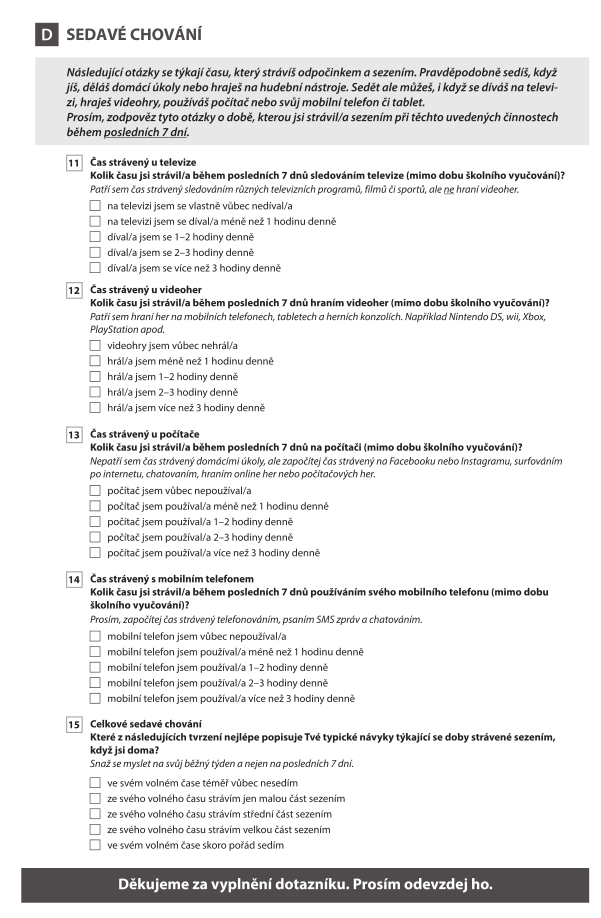 D SEDAVÉ CHOVÁNÍ
Následující otázky se týkají času, který strávíš odpočinkem a sezením. Pravděpodobně sedíš, když
jíš, děláš domácí úkoly nebo hraješ na hudební nástroje. Sedět ale můžeš, i když se díváš na televi-
zi, hraješ videohry, používáš počítač nebo svůj mobilní telefon či tablet.
Prosím, zodpověz tyto otázky o době, kterou jsi strávil/a sezením při těchto uvedených činnostech
během posledních 7 dní.
11 Čas strávený u televize
Kolik času jsi strávil/a během posledních 7 dnů sledováním televize (mimo dobu školního vyučování)?
Patří sem čas strávený sledováním různých televizních programů, filmů či sportů, ale ne hraní videoher.
na televizi jsem se vlastně vůbec nedíval/a
na televizi jsem se díval/a méně než 1 hodinu denně
díval/a jsem se 1–2 hodiny denně
díval/a jsem se 2–3 hodiny denně
díval/a jsem se více než 3 hodiny denně
12 Čas strávený u videoher
Kolik času jsi strávil/a během posledních 7 dnů hraním videoher (mimo dobu školního vyučování)?
Patří sem hraní her na mobilních telefonech, tabletech a herních konzolích. Například Nintendo DS, wii, Xbox,
PlayStation apod.
videohry jsem vůbec nehrál/a
hrál/a jsem méně než 1 hodinu denně
hrál/a jsem 1–2 hodiny denně
hrál/a jsem 2–3 hodiny denně
hrál/a jsem více než 3 hodiny denně
13 Čas strávený u počítače
Kolik času jsi strávil/a během posledních 7 dnů na počítači (mimo dobu školního vyučování)?
Nepatří sem čas strávený domácími úkoly, ale započítej čas strávený na Facebooku nebo Instagramu, surfováním
po internetu, chatovaním, hraním online her nebo počítačových her.
počítač jsem vůbec nepoužíval/a
počítač jsem používal/a méně než 1 hodinu denně
počítač jsem používal/a 1–2 hodiny denně
počítač jsem používal/a 2–3 hodiny denně
počítač jsem používal/a více než 3 hodiny denně
14 Čas strávený s mobilním telefonem
Kolik času jsi strávil/a během posledních 7 dnů používáním svého mobilního telefonu (mimo dobu
školního vyučování)?
Prosím, započítej čas strávený telefonováním, psaním SMS zpráv a chatováním.
mobilní telefon jsem vůbec nepoužíval/a
mobilní telefon jsem používal/a méně než 1 hodinu denně
mobilní telefon jsem používal/a 1–2 hodiny denně
mobilní telefon jsem používal/a 2–3 hodiny denně
mobilní telefon jsem používal/a více než 3 hodiny denně
15 Celkové sedavé chování
Které z následujících tvrzení nejlépe popisuje Tvé typické návyky týkající se doby strávené sezením,
když jsi doma?
Snaž se myslet na svůj běžný týden a nejen na posledních 7 dní.
ve svém volném čase téměř vůbec nesedím
ze svého volného času strávím jen malou část sezením
ze svého volného času strávím střední část sezením
ze svého volného času strávím velkou část sezením
ve svém volném čase skoro pořád sedím
Děkujeme za vyplnění dotazníku. Prosím odevzdej ho.